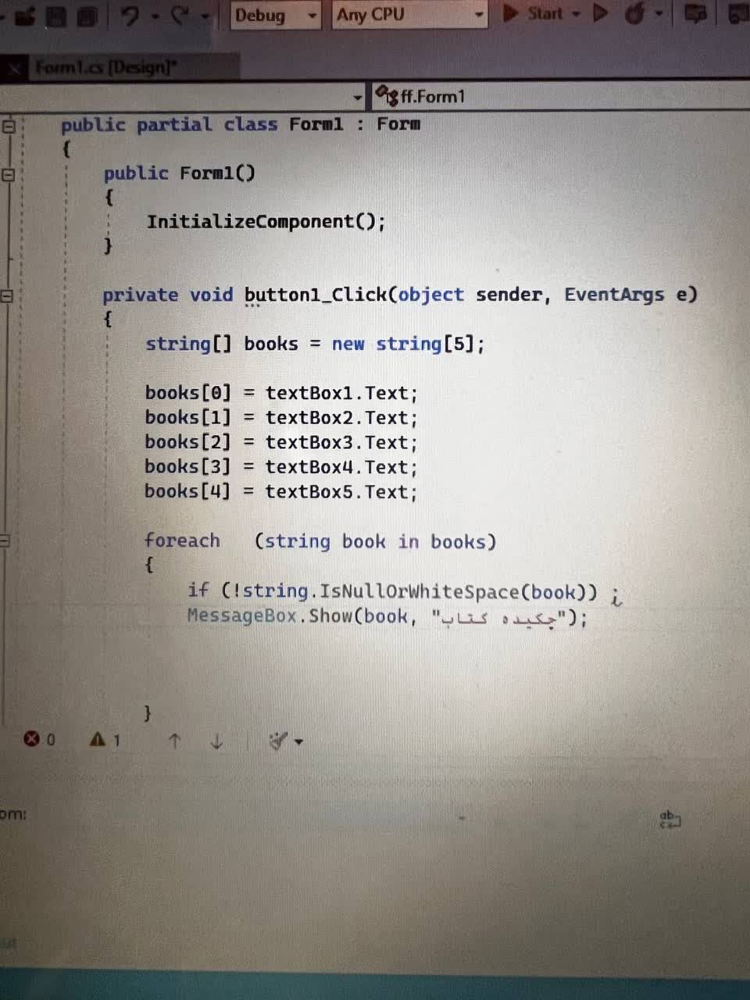 Debug
Any CPU
Start
Form1.cs [Design]*
ff.Form1
public partial class Form1 : Form
{
public Form1()
{
InitializeComponent();
}
private void button1_Click(object sender, EventArgs e)
{
string[] books = new string[5];
books[0] = textBox1.Text;
books[1] = textBox2.Text;
books[2] = textBox3.Text;
books[3] = textBox4.Text;
books[4] = textBox5.Text;
foreach (string book in books)
{
if (!string.IsNullOrWhiteSpace(book)) ;
MessageBox.Show(book, "چکیده کتاب");
}
0
1
om: